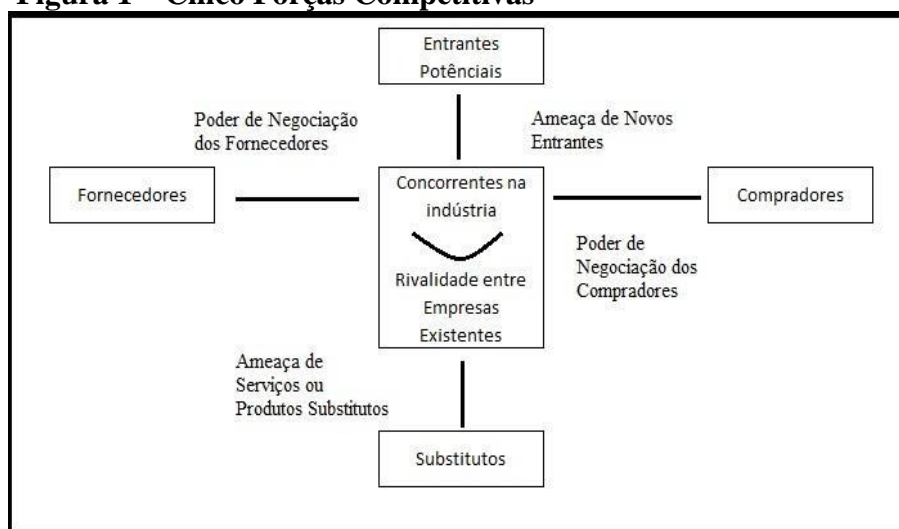 Figura 1 – Cinco Forças Competitivas
Entrantes
Potênciais
Poder de Negociação
dos Fornecedores
Ameaça de Novos
Entrantes
Fornecedores
Concorrentes na
indústria
Compradores
Rivalidade entre
Empresas
Existentes
Poder de
Negociação dos
Compradores
Ameaça de
Serviços ou
Produtos Substitutos
Substitutos